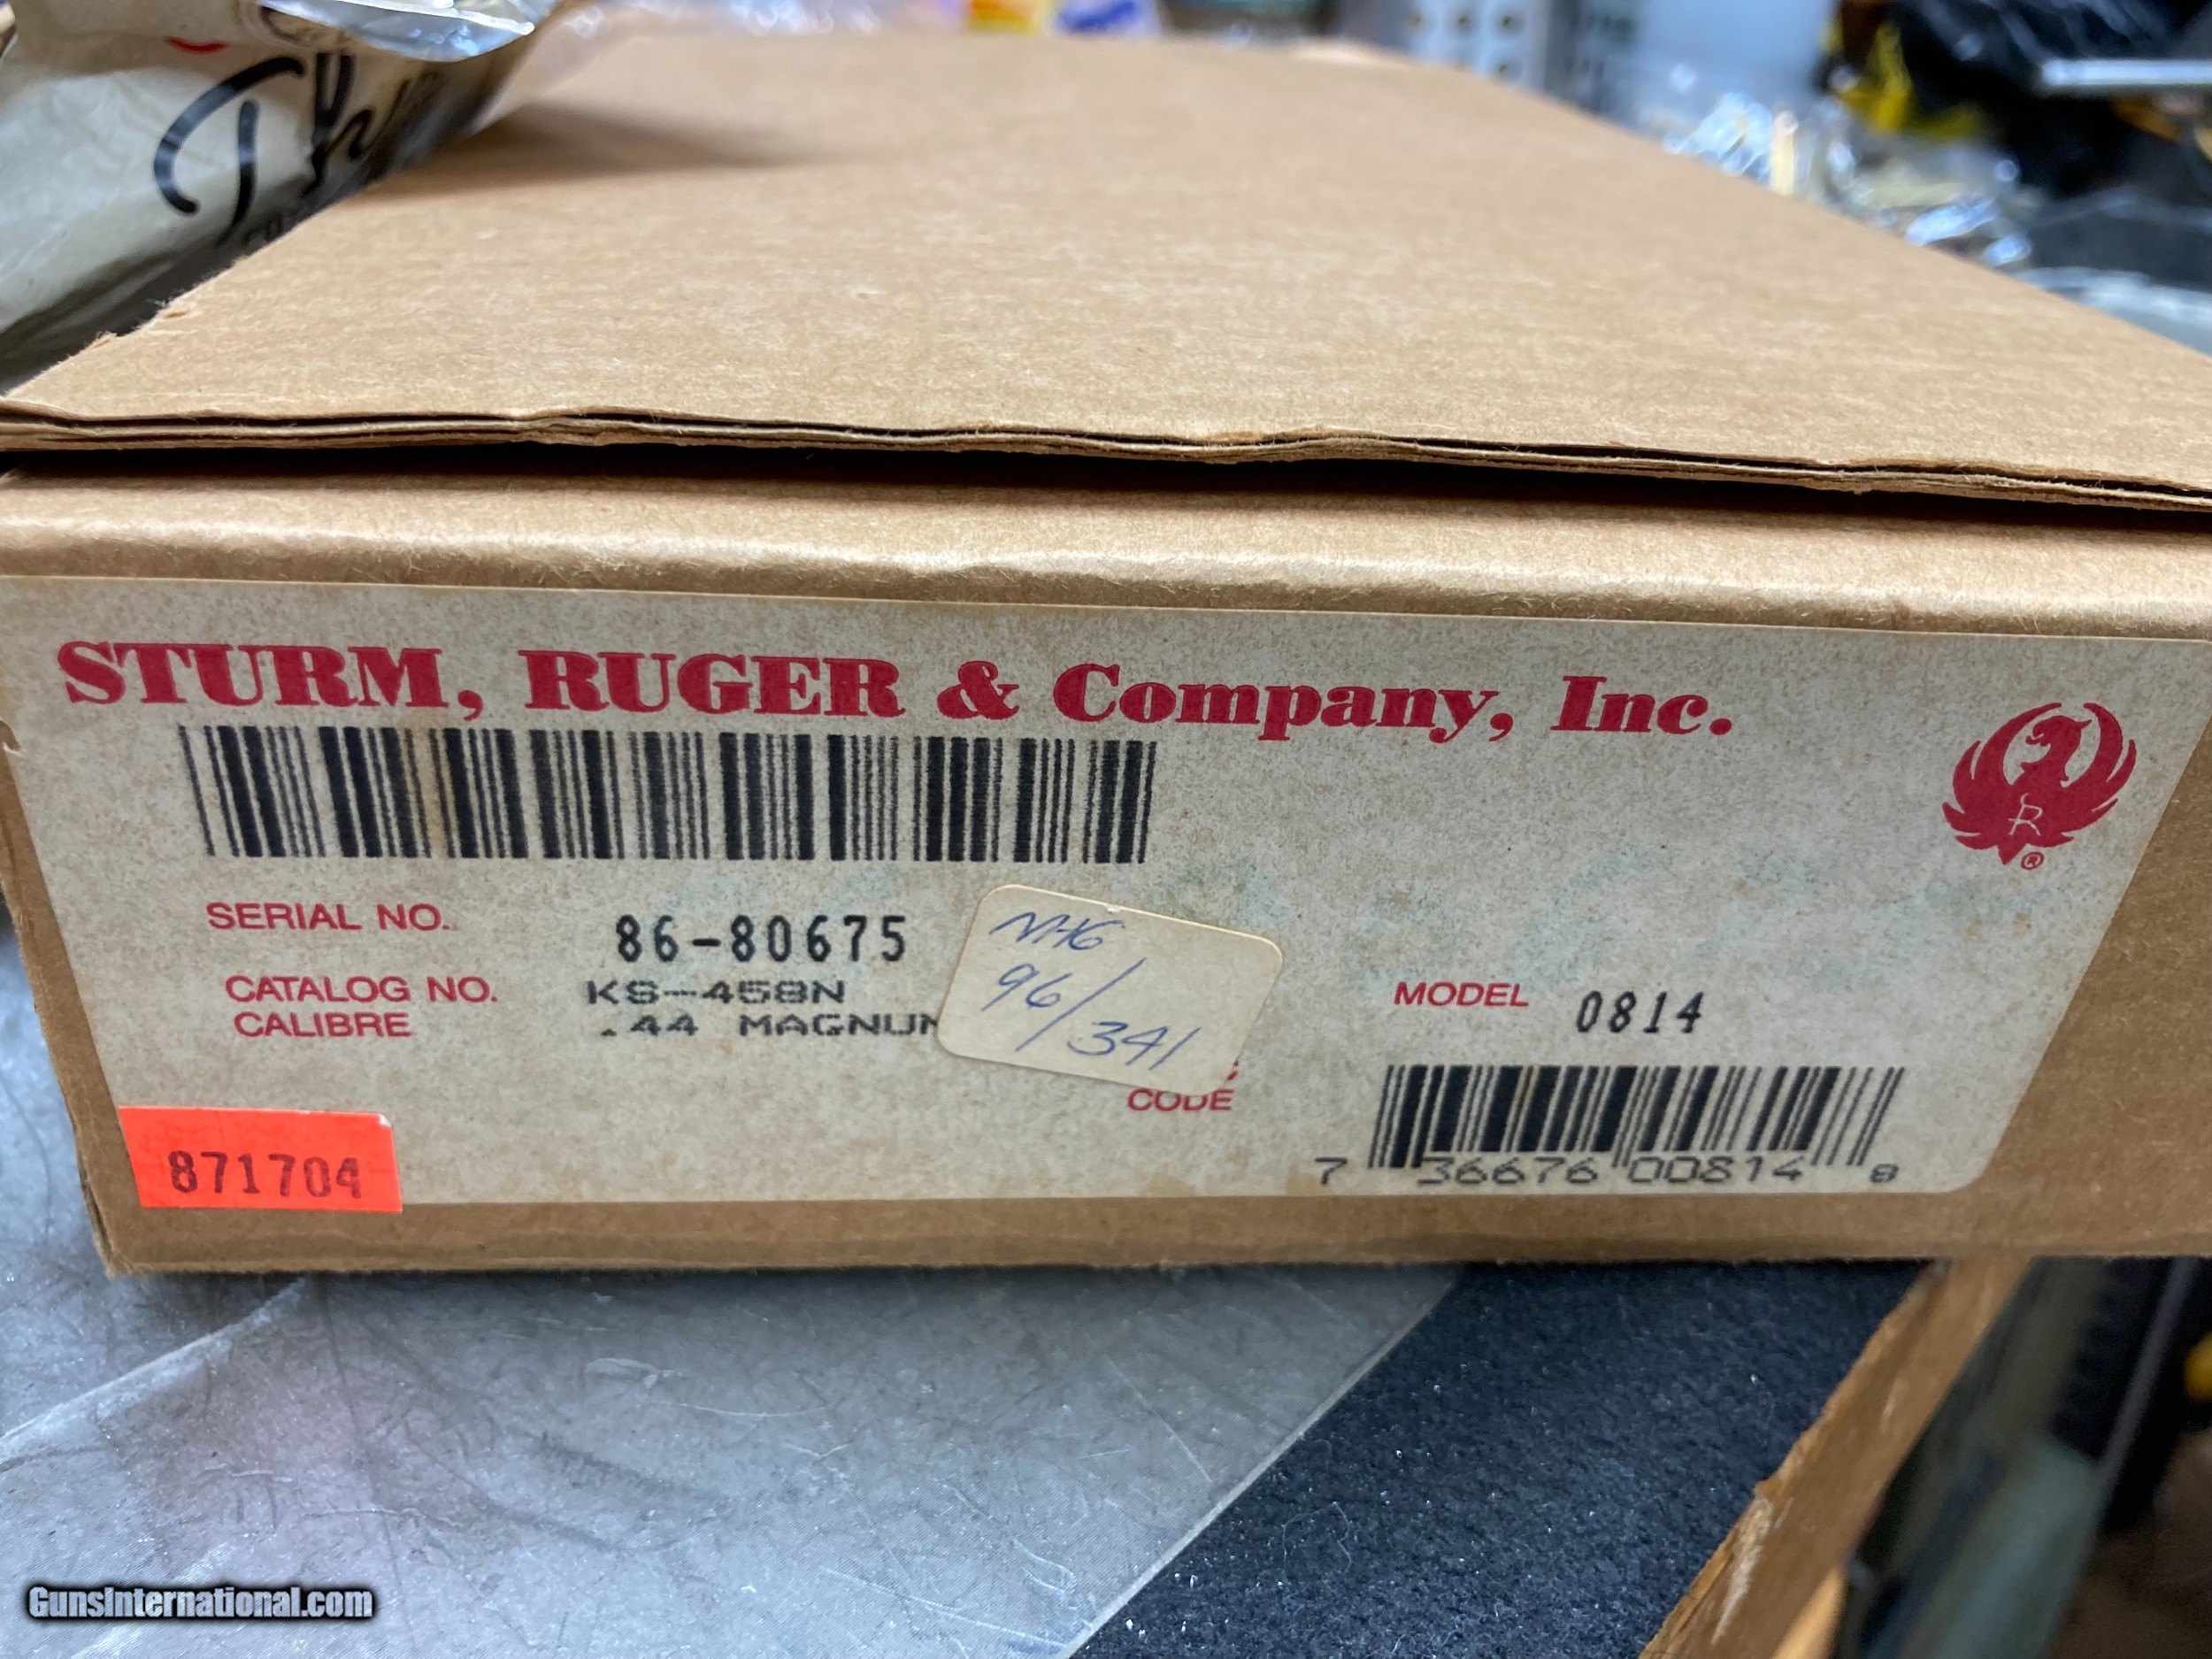 STURM, RUGER & Company, Inc.
R
®
SERIAL NO. 86-80675
CATALOG NO. KS-458N
CALIBRE .44 MAGNUM
96/341
MODEL 0814
CODE
7 36676 00814 8
871704
GunsInternational.com